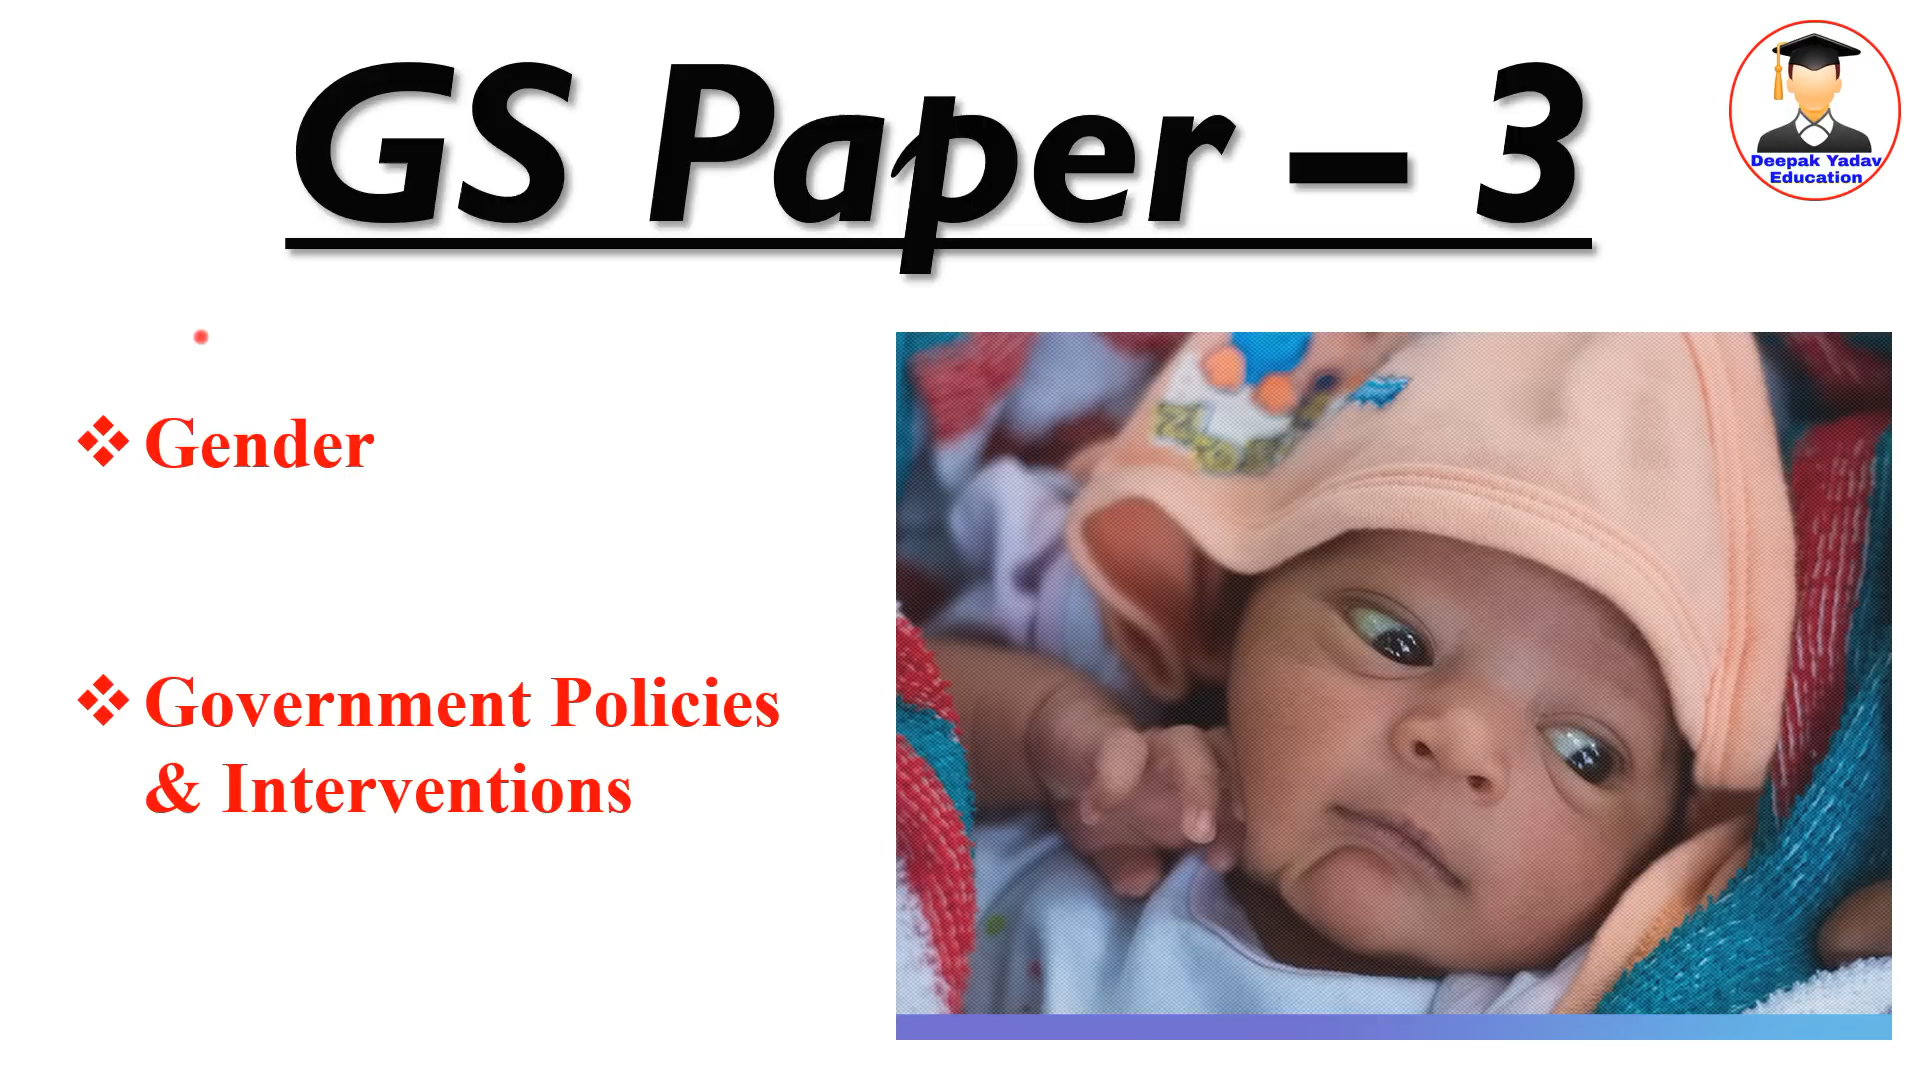 GS Paper – 3
Deepak Yadav
Education
Gender
Government Policies
& Interventions